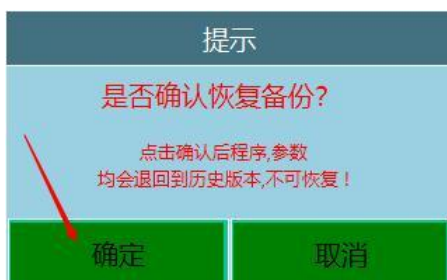 提示
是否确认恢复备份?
点击确认后程序,参数
均会退回到历史版本,不可恢复！
确定
取消